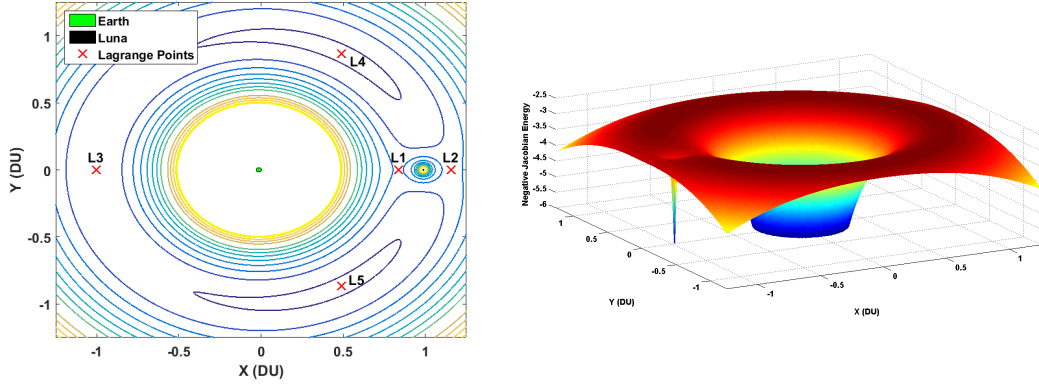 Earth
Luna
Lagrange Points
L4
L3
L1
L2
L5
1
0.5
0
-0.5
-1
Y (DU)
-1
-0.5
0
0.5
1
X (DU)
-2.5
-3
-3.5
-4
-4.5
-5
-5.5
-6
Negative Jacobian Energy
1
0.5
0
-0.5
-1
Y (DU)
-1
-0.5
0
0.5
1
X (DU)